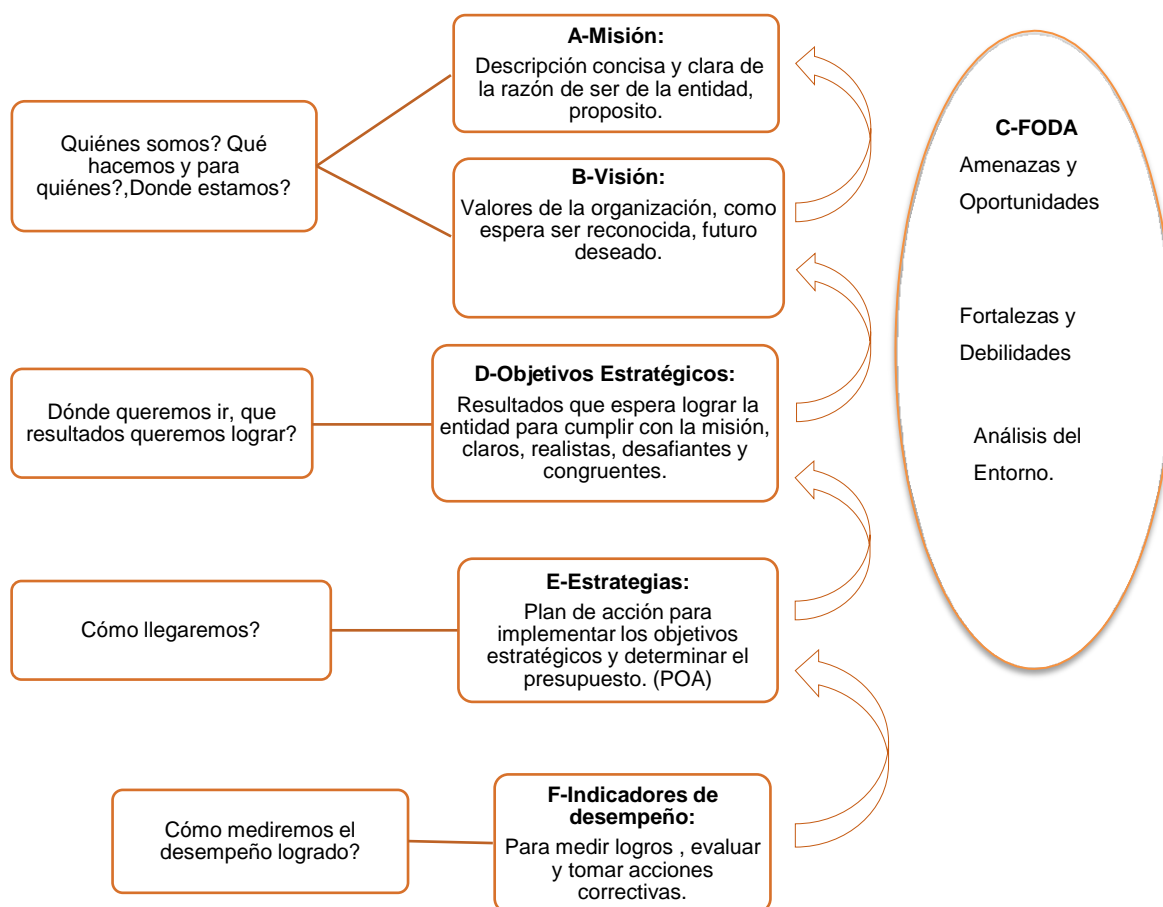 Quiénes somos? Qué
hacemos y para
quiénes?,Donde estamos?
A-Misión:
Descripción concisa y clara de
la razón de ser de la entidad,
proposito.
B-Visión:
Valores de la organización, como
espera ser reconocida, futuro
deseado.
C-FODA
Amenazas y
Oportunidades
Fortalezas y
Debilidades
Análisis del
Entorno.
Dónde queremos ir, que
resultados queremos lograr?
D-Objetivos Estratégicos:
Resultados que espera lograr la
entidad para cumplir con la misión,
claros, realistas, desafiantes y
congruentes.
Cómo llegaremos?
E-Estrategias:
Plan de acción para
implementar los objetivos
estratégicos y determinar el
presupuesto. (POA)
Cómo mediremos el
desempeño logrado?
F-Indicadores de
desempeño:
Para medir logros , evaluar
y tomar acciones
correctivas.